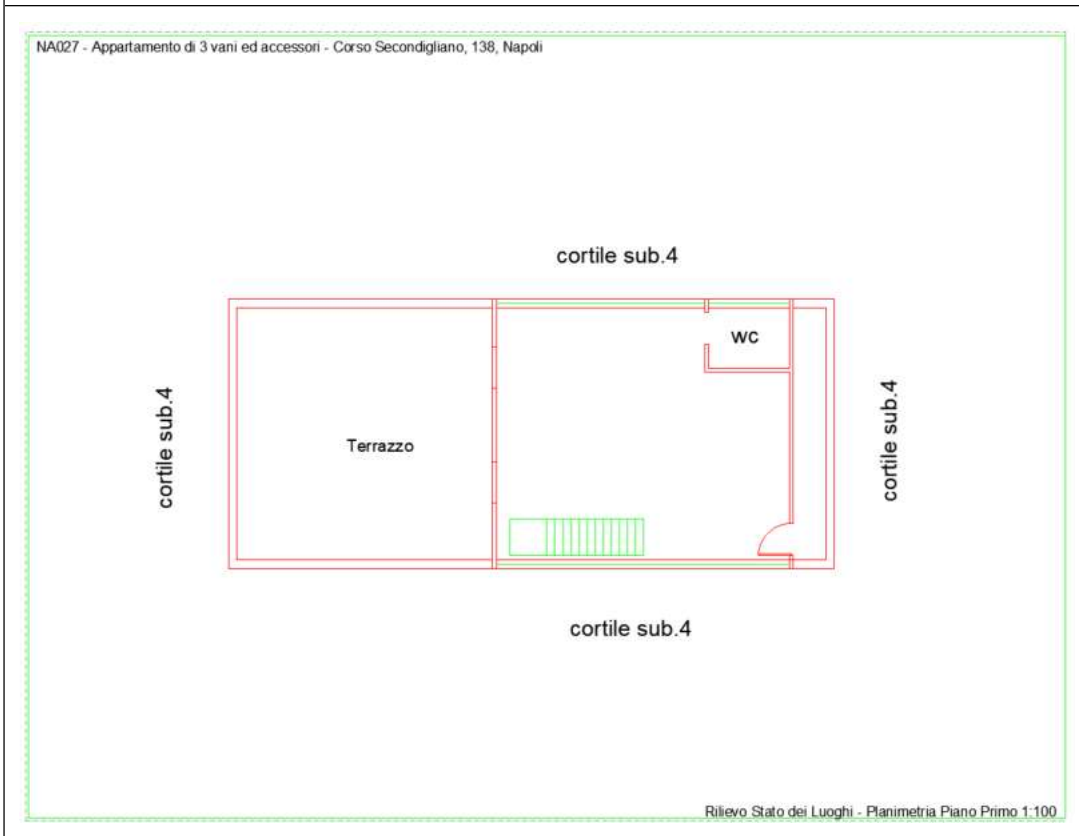 NA027 - Appartamento di 3 vani ed accessori - Corso Secondigliano, 138, Napoli
cortile sub.4
wc
cortile sub.4
Terrazzo
cortile sub.4
cortile sub.4
Rilievo Stato dei Luoghi - Planimetria Piano Primo 1:100